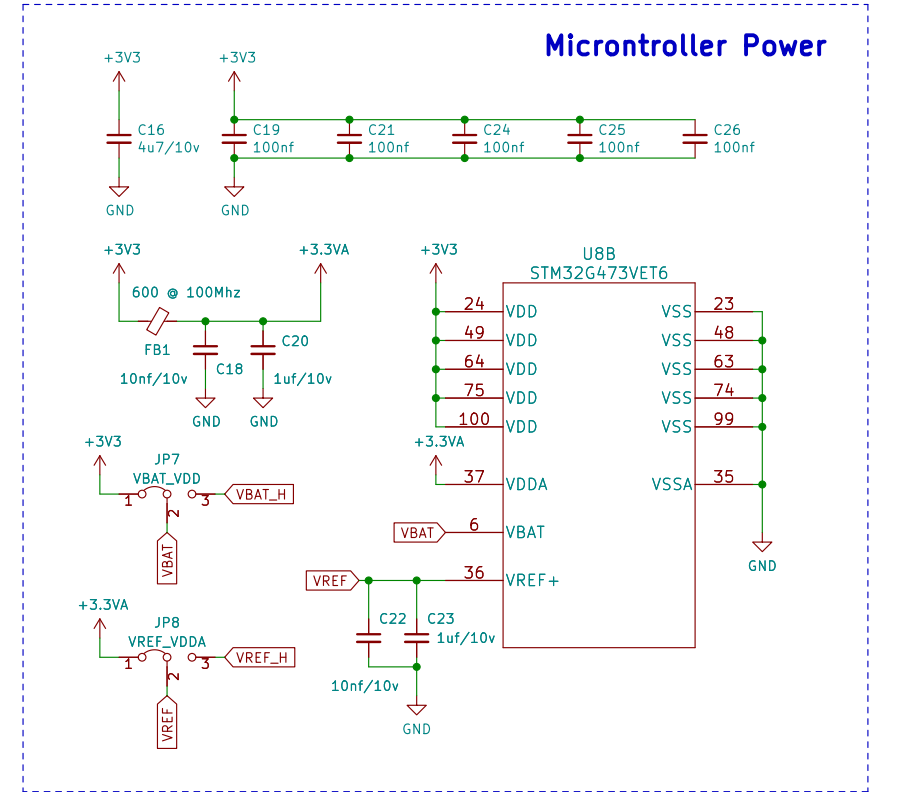 Microntroller Power
+3V3
+3V3
C16
4u7/10v
C19
100nf
C21
100nf
C24
100nf
C25
100nf
C26
100nf
GND
GND
+3V3
+3.3VA
600 @ 100Mhz
FB1
C18
10nf/10v
C20
1uf/10v
GND
GND
+3V3
U8B
STM32G473VET6
24 VDD
49 VDD
64 VDD
75 VDD
100 VDD
+3.3VA
37 VDDA
VBAT 6 VBAT
VREF 36 VREF+
VSS 23
VSS 48
VSS 63
VSS 74
VSS 99
VSSA 35
GND
C22
10nf/10v
C23
1uf/10v
GND
+3V3
JP7
VBAT_VDD
1
2
3
VBAT_H
VBAT
+3.3VA
JP8
VREF_VDDA
1
2
3
VREF_H
VREF